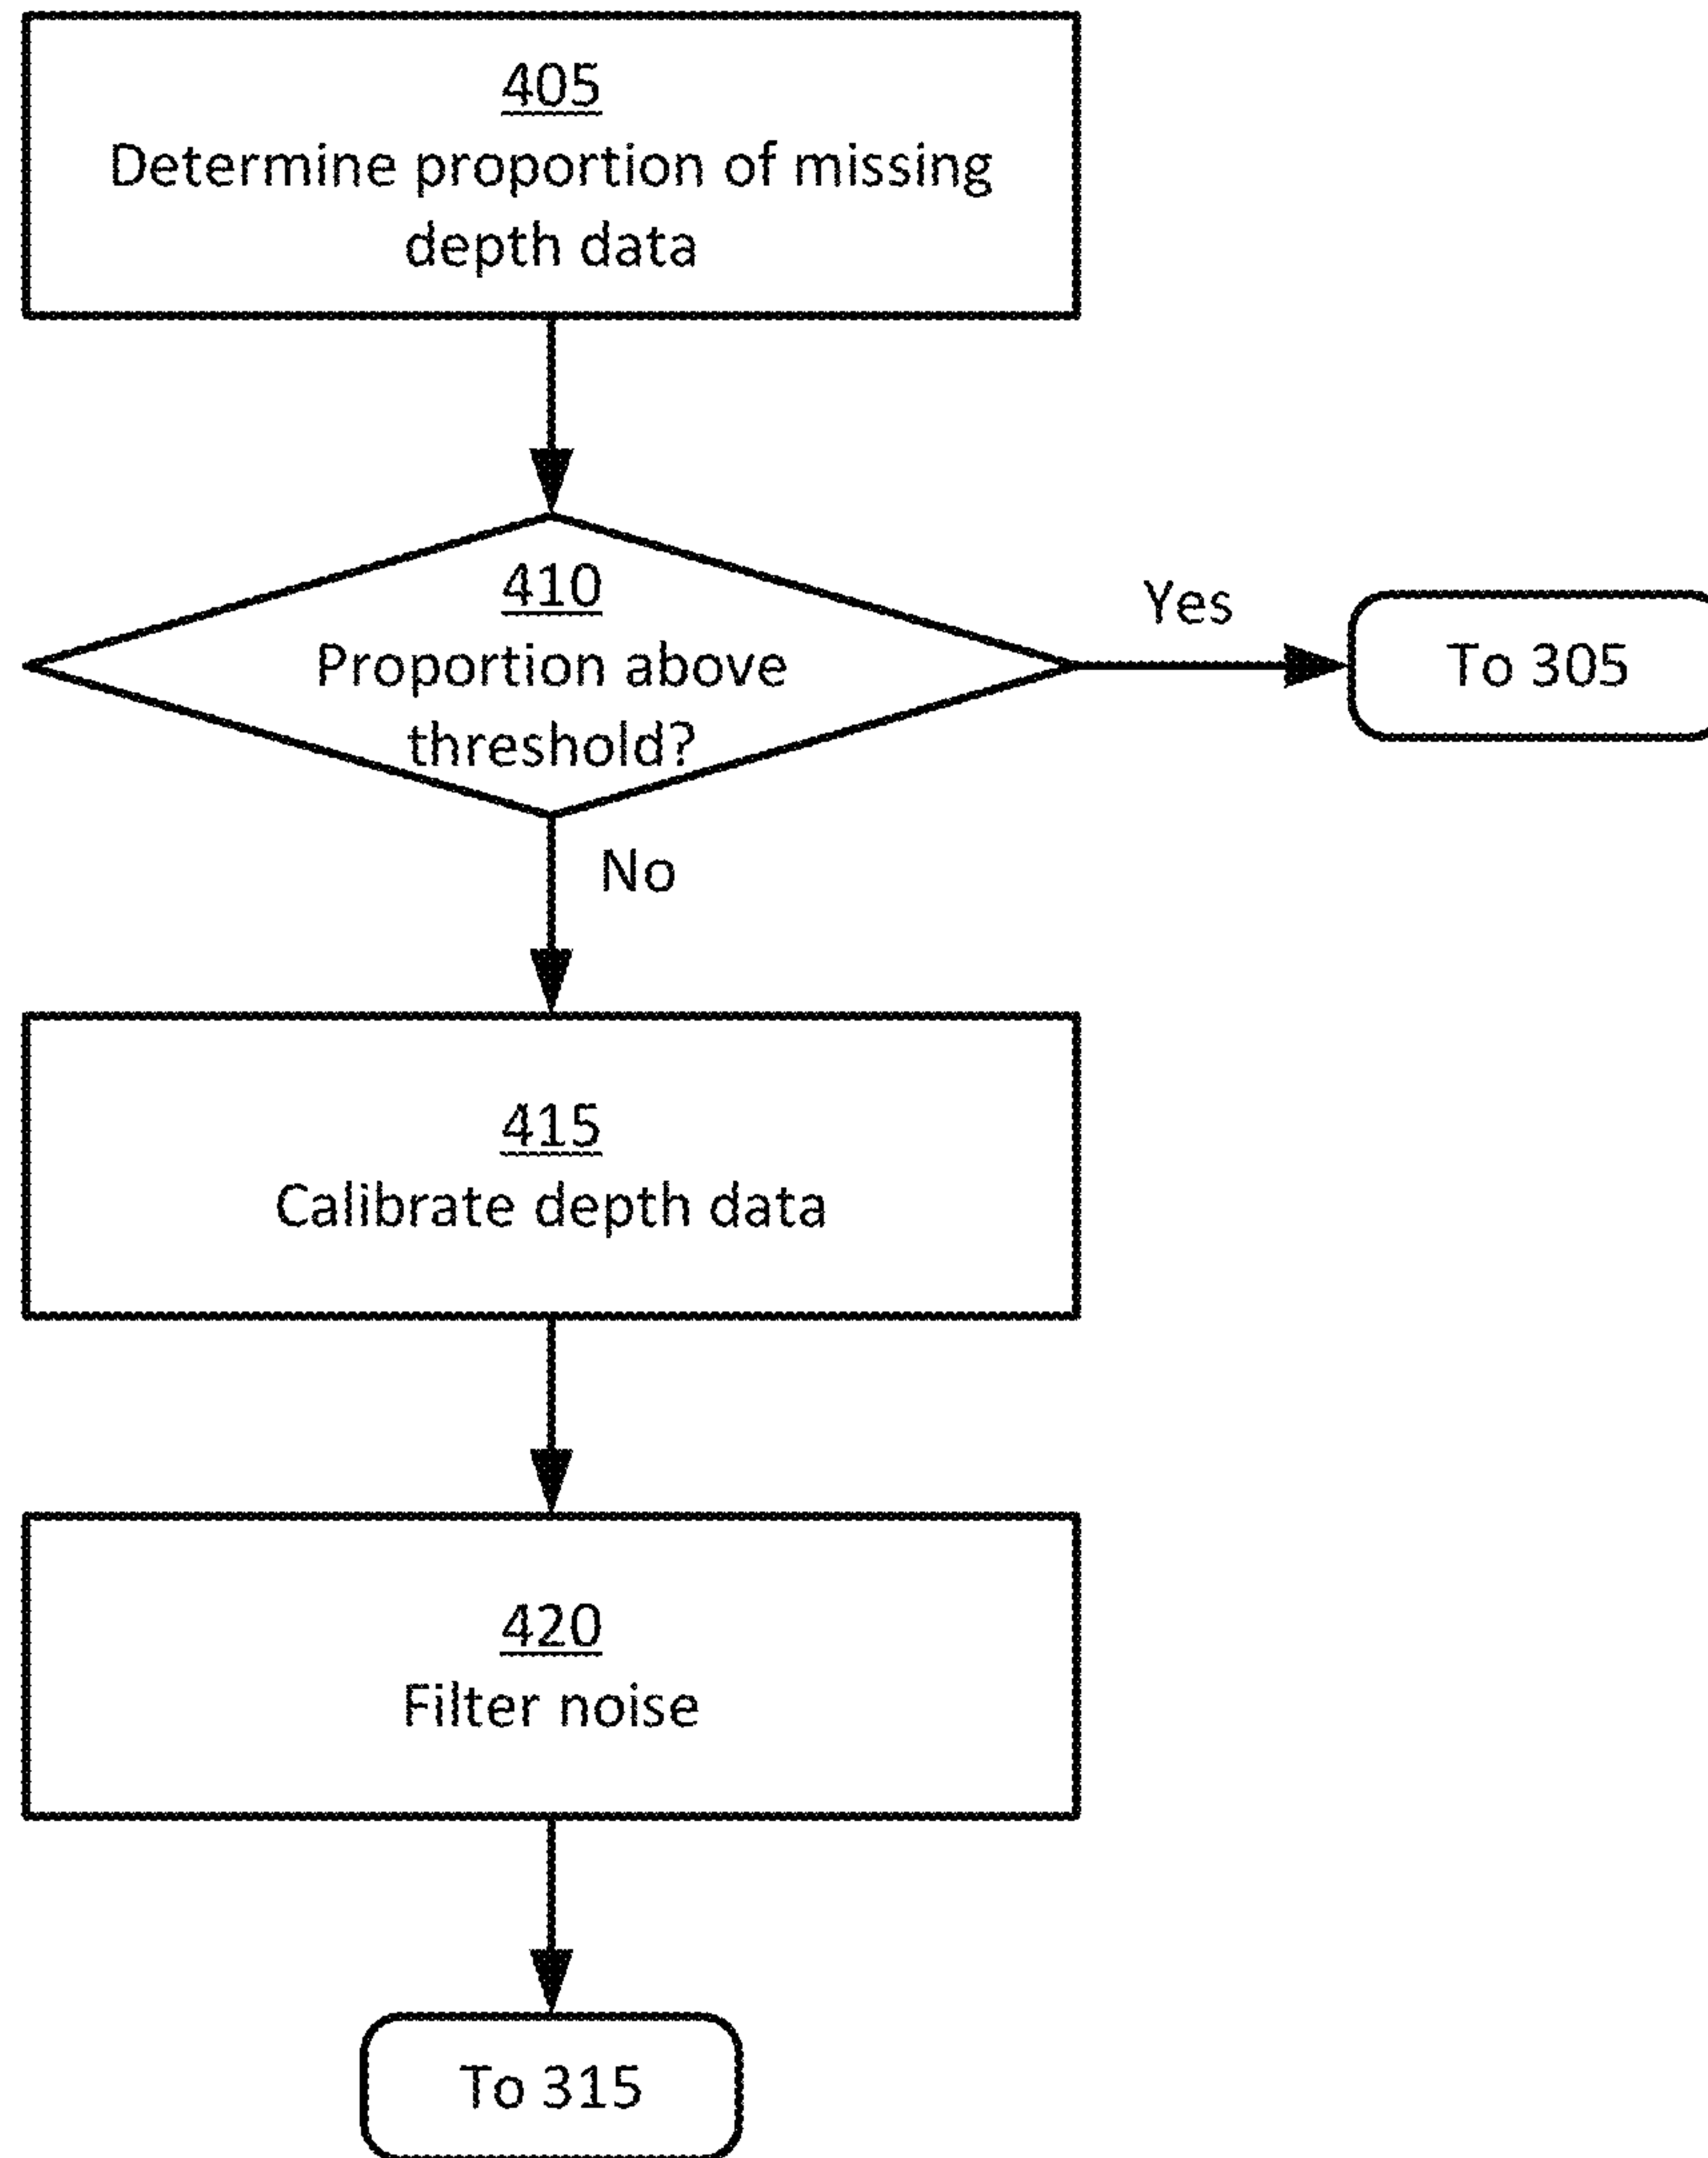 405
Determine proportion of missing
depth data
410
Proportion above
threshold?
Yes
To 305
No
415
Calibrate depth data
420
Filter noise
To 315